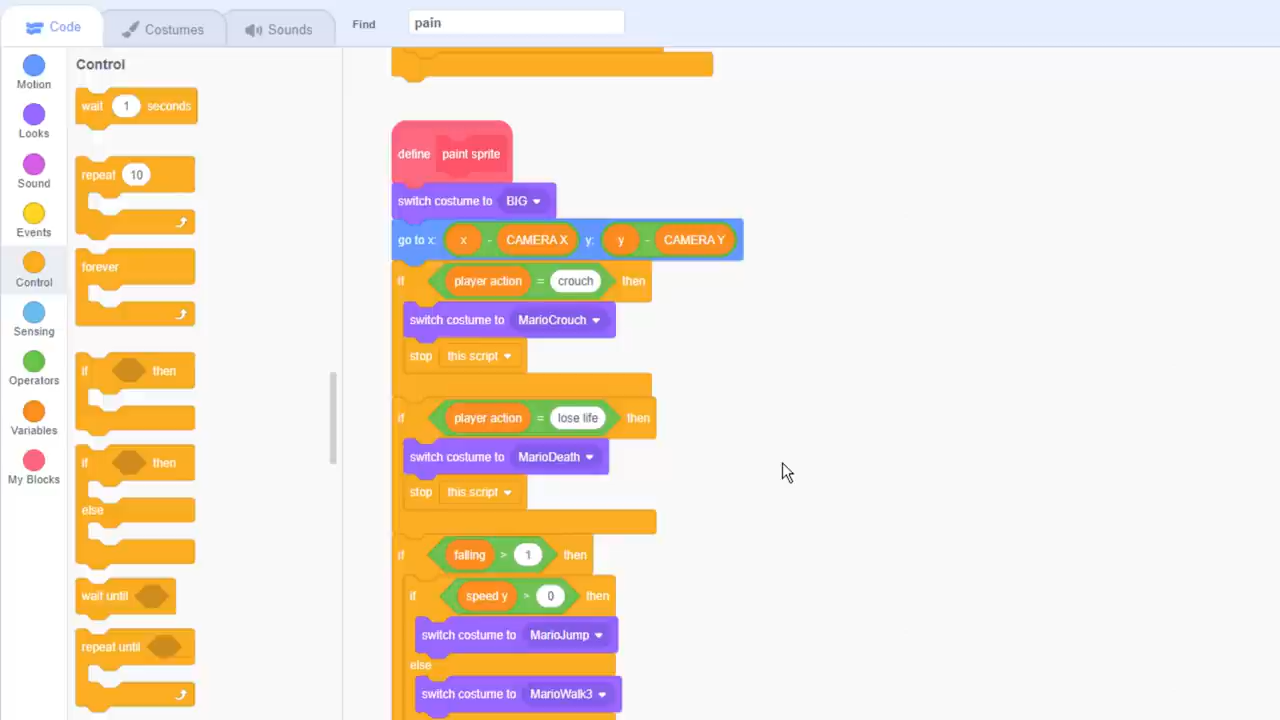 Code Costumes Sounds Find pain
Motion
Looks
Sound
Events
Control
Sensing
Operators
Variables
My Blocks
Control
wait 1 seconds
repeat 10
forever
if then
if then
else
wait until
repeat until
define paint sprite
switch costume to BIG
go to x: x - CAMERA X y: y - CAMERA Y
if player action = crouch then
switch costume to MarioCrouch
stop this script
if player action = lose life then
switch costume to MarioDeath
stop this script
if falling > 1 then
if speed y > 0 then
switch costume to MarioJump
else
switch costume to MarioWalk3